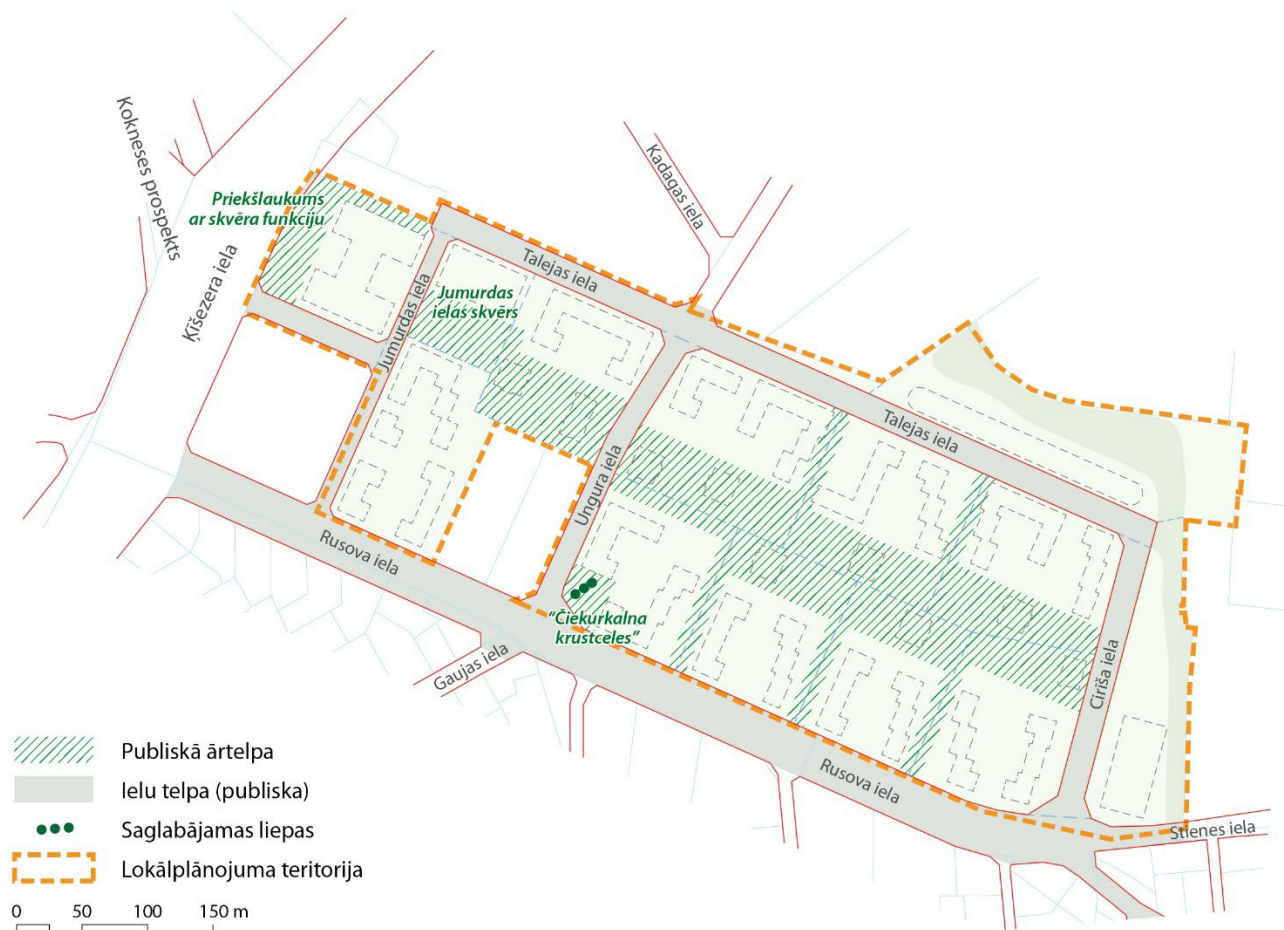 Kokneses prospekts
Ķīšezera iela
Priekšlaukums
ar skvēra funkciju
Kadagas iela
Talejas iela
Jumurdas iela
Jumurdas
ielas skvērs
Talejas iela
Ungura iela
Rusova iela
"Čiekurkalna
krustceles"
Gaujas iela
Cirīša iela
Rusova iela
Stienes iela
Publiskā ārtelpa
Ielu telpa (publiska)
Saglabājamas liepas
Lokālplānojuma teritorija
0 50 100 150 m